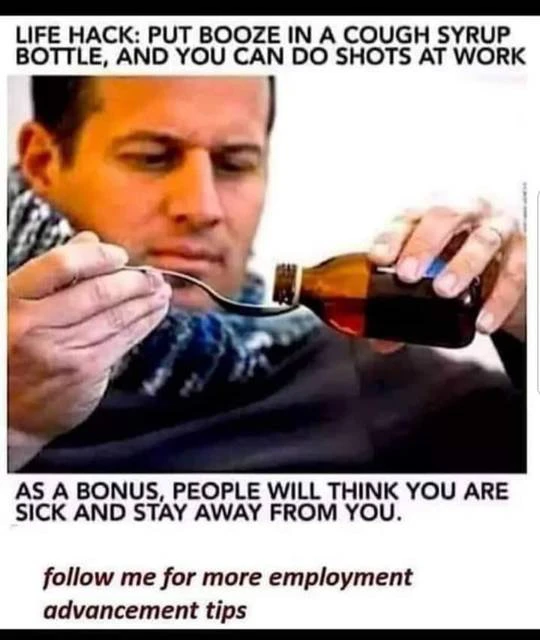 LIFE HACK: PUT BOOZE IN A COUGH SYRUP
BOTTLE, AND YOU CAN DO SHOTS AT WORK
AS A BONUS, PEOPLE WILL THINK YOU ARE
SICK AND STAY AWAY FROM YOU.
follow me for more employment
advancement tips